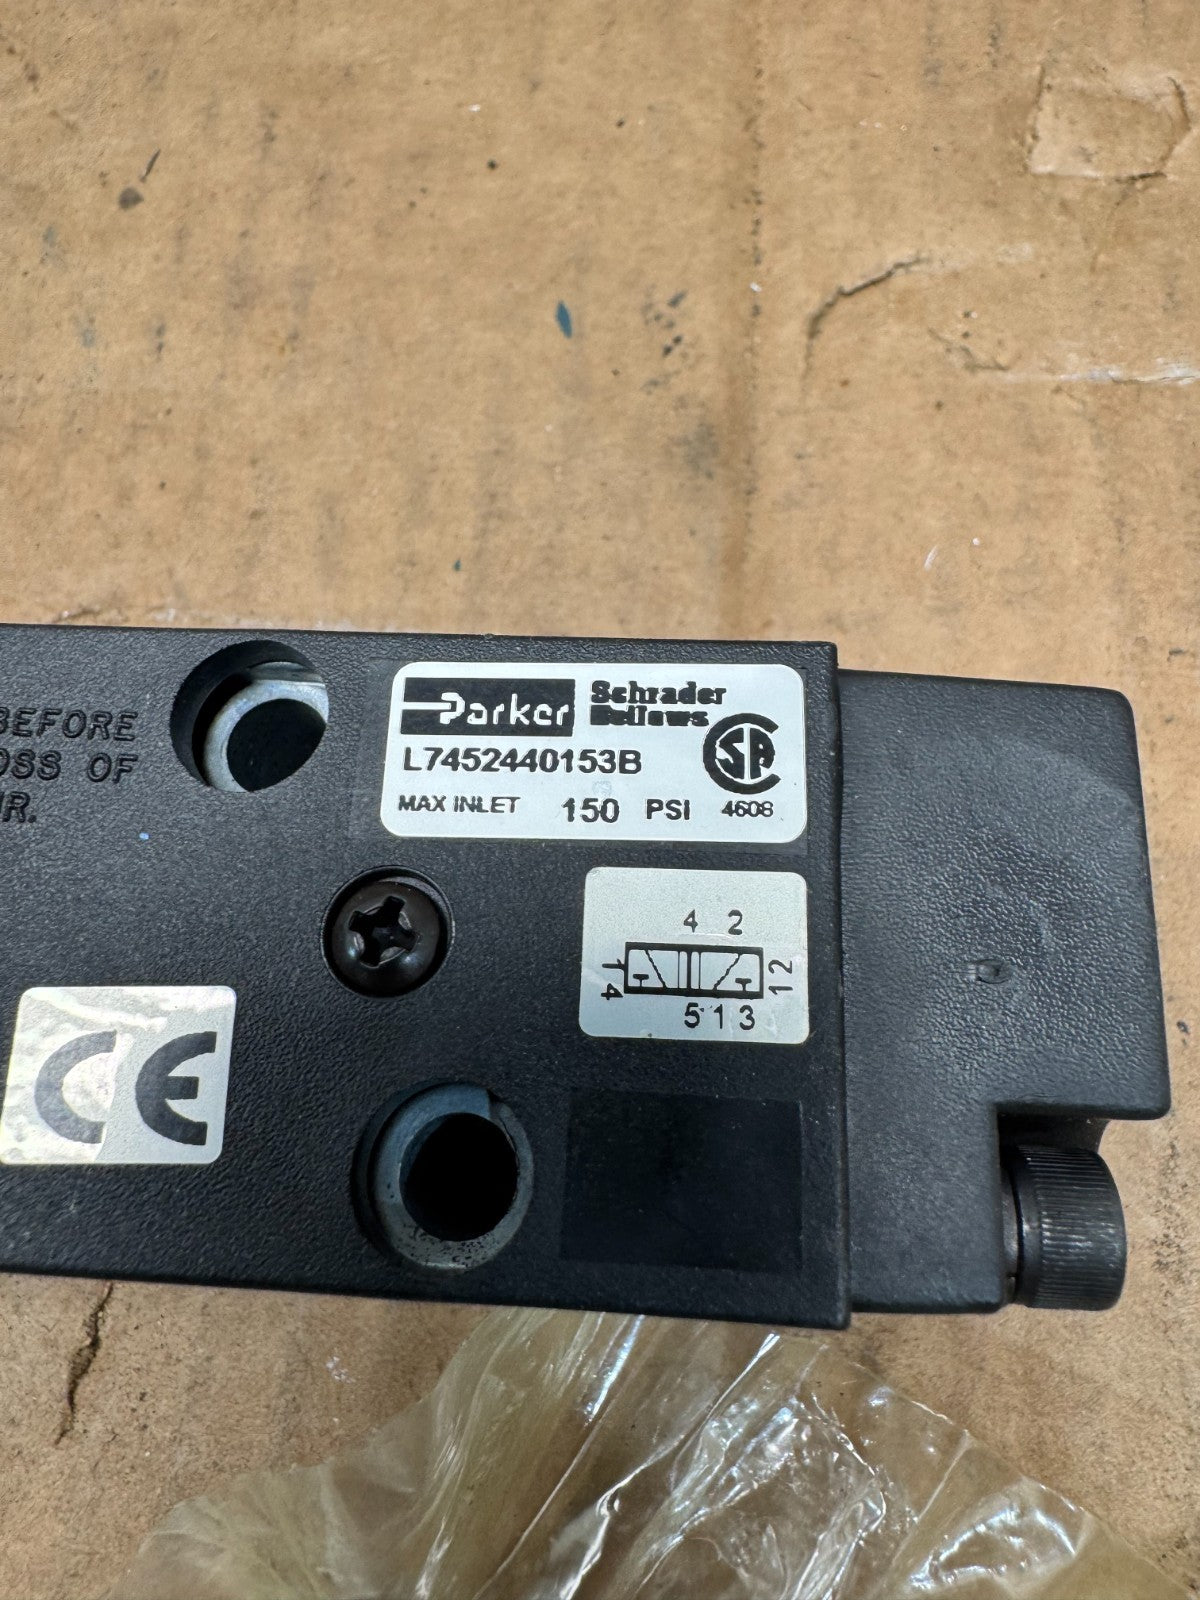 BEFORE
OSS OF
IR.
Parker Schrader Bellows
L7452440153B
CSA
MAX INLET 150 PSI 4608
4 2
14 12
5 1 3
CE